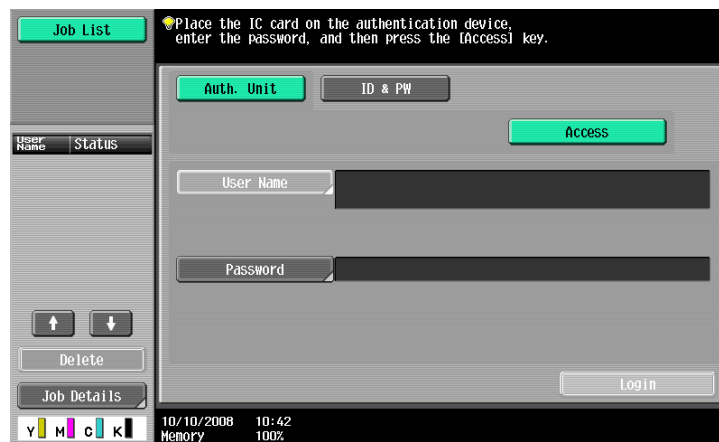 Job List
Place the IC card on the authentication device,
enter the password, and then press the [Access] key.
Auth. Unit
ID & PW
Access
User Name
Status
User Name
Password
Delete
Login
Job Details
Y M C K
10/10/2008 10:42
Memory 100%